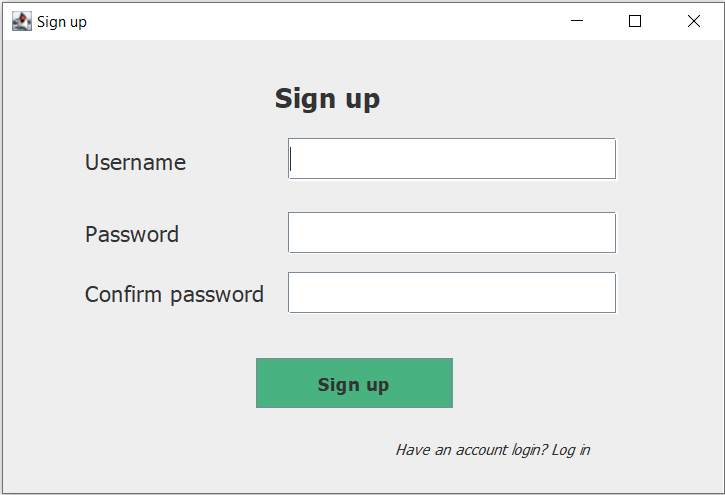 Sign up
Sign up
Username
Password
Confirm password
Sign up
Have an account login? Log in